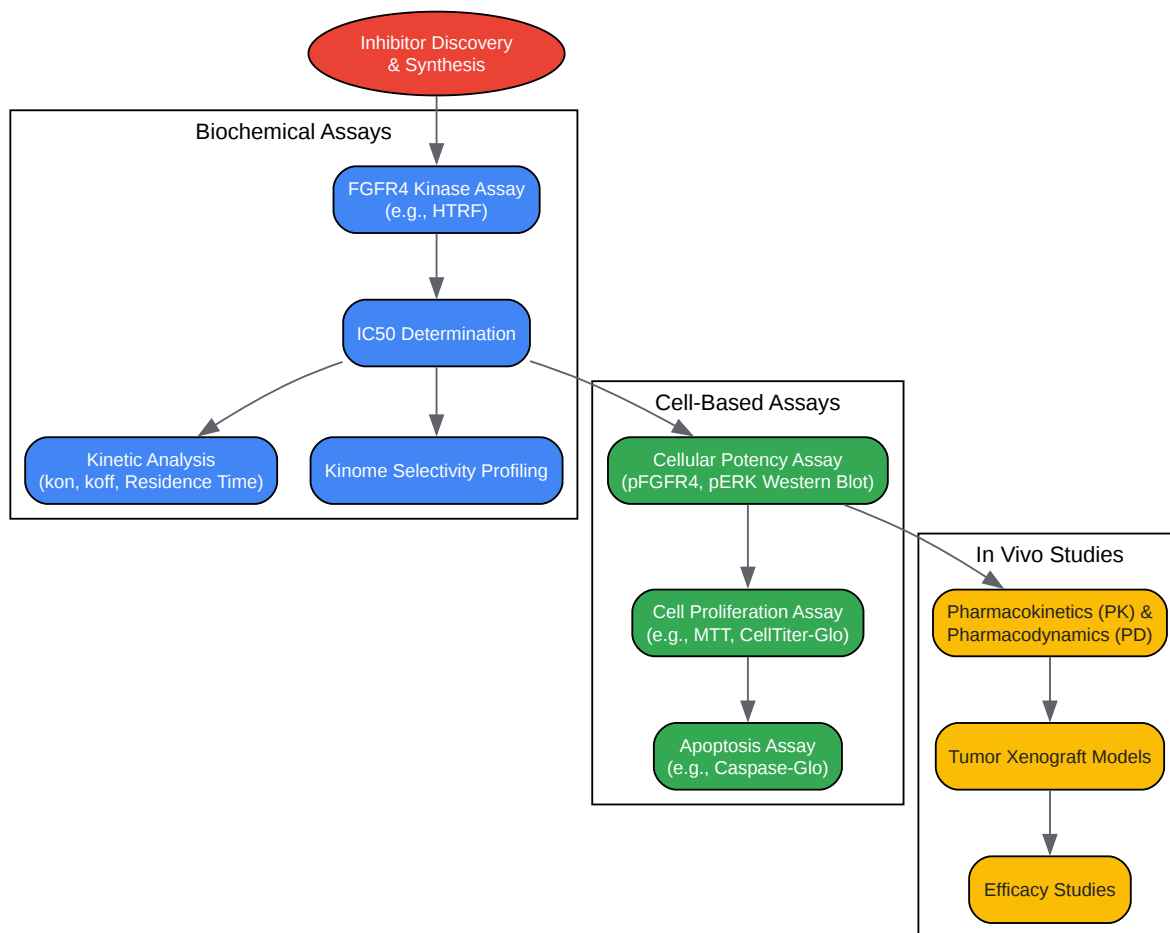 Inhibitor Discovery
& Synthesis
Biochemical Assays
FGFR4 Kinase Assay
(e.g., HTRF)
IC50 Determination
Kinetic Analysis
(kon, koff, Residence Time)
Kinome Selectivity Profiling
Cell-Based Assays
Cellular Potency Assay
(pFGFR4, pERK Western Blot)
Cell Proliferation Assay
(e.g., MTT, CellTiter-Glo)
Apoptosis Assay
(e.g., Caspase-Glo)
In Vivo Studies
Pharmacokinetics (PK) &
Pharmacodynamics (PD)
Tumor Xenograft Models
Efficacy Studies